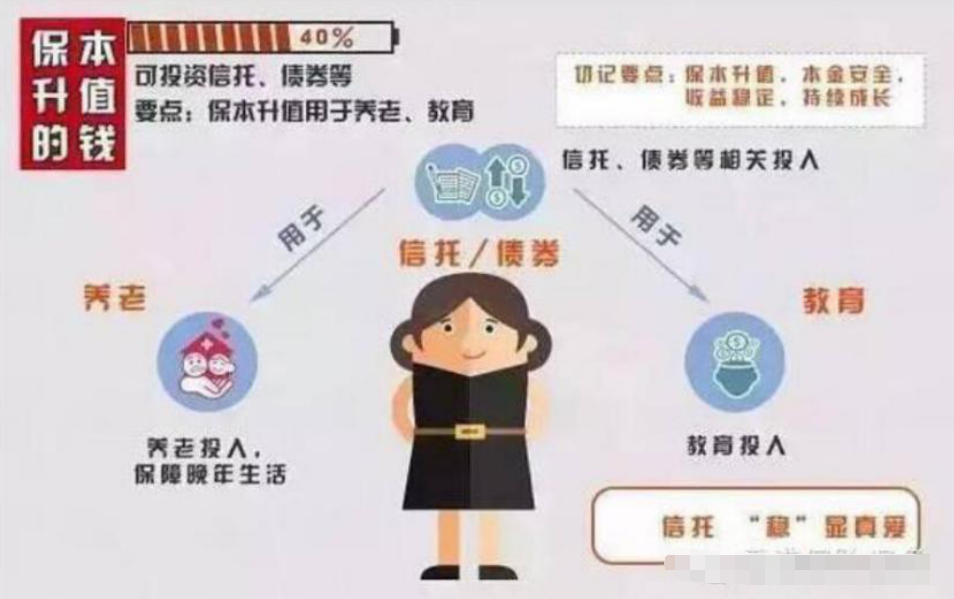 保本
升值
的钱
40%
可投资信托、债券等
要点：保本升值用于养老、教育
切记要点：保本升值，本金安全，
收益稳定，持续成长
信托、债券等相关投入
用于
用于
信托/债券
养老
教育
养老投入，
保障晚年生活
教育投入
信托 “稳”显真爱